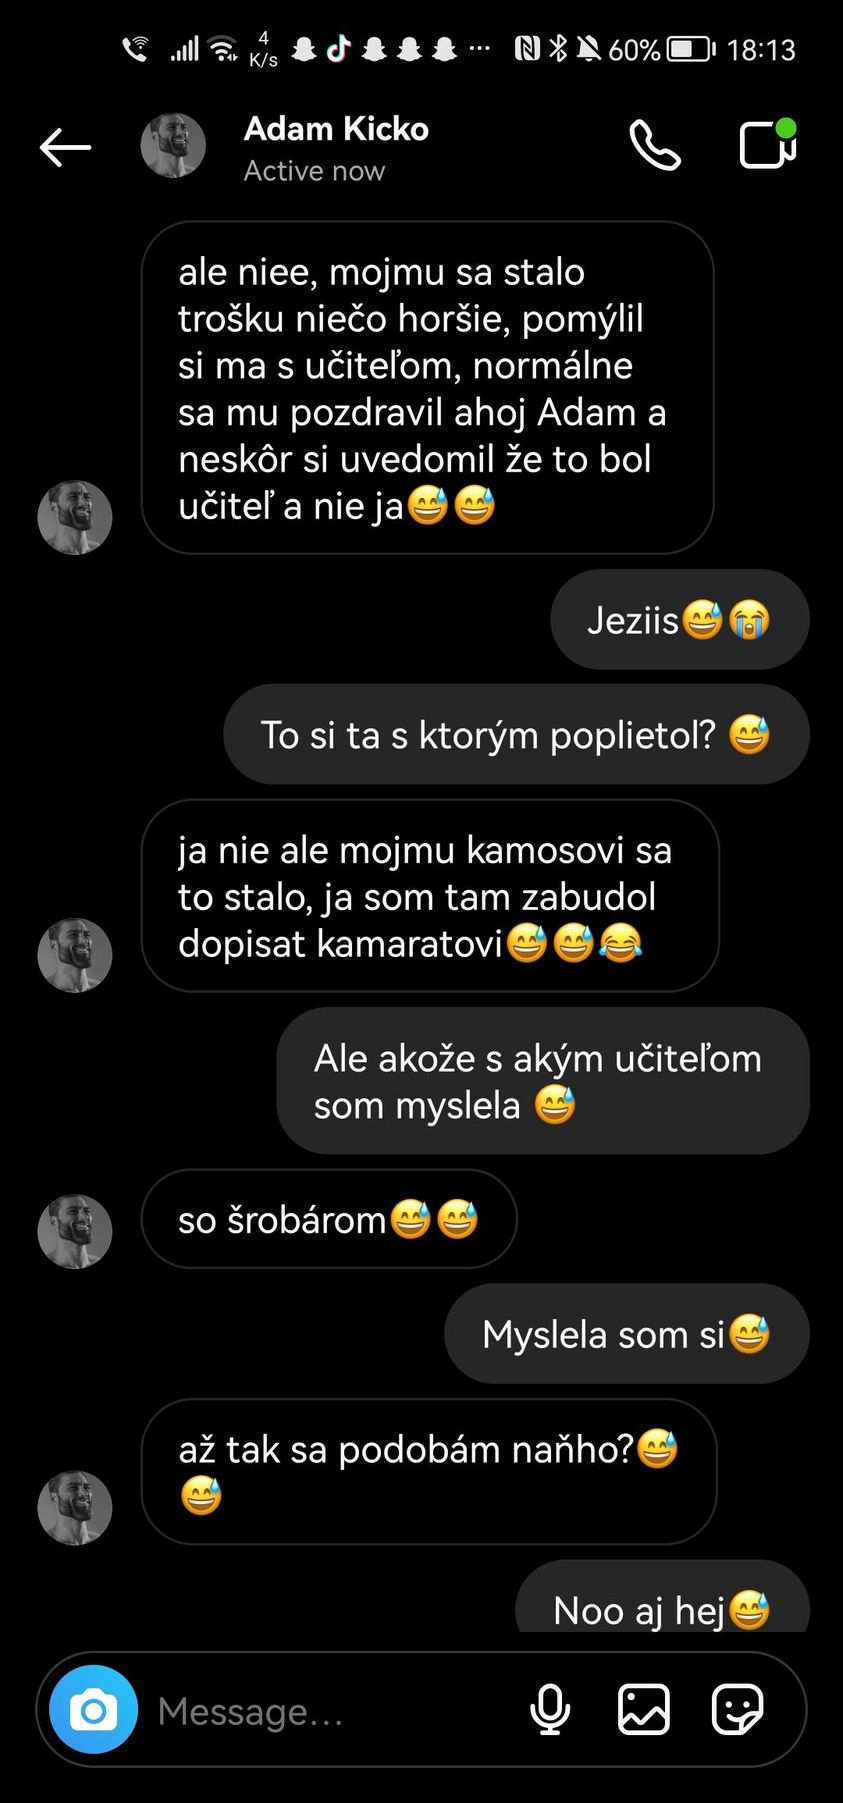 4
K/s
60%
18:13
Adam Kicko
Active now
ale niee, mojmu sa stalo
trošku niečo horšie, pomýlil
si ma s učiteľom, normálne
sa mu pozdravil ahoj Adam a
neskôr si uvedomil že to bol
učiteľ a nie ja😅😅
Jeziis😅😭
To si ta s ktorým poplietol? 😅
ja nie ale mojmu kamosovi sa
to stalo, ja som tam zabudol
dopisat kamaratovi😅😅😂
Ale akože s akým učiteľom
som myslela 😅
so šrobárom😅😅
Myslela som si😅
až tak sa podobám naňho?😅
😅
Noo aj hej😅
Message...